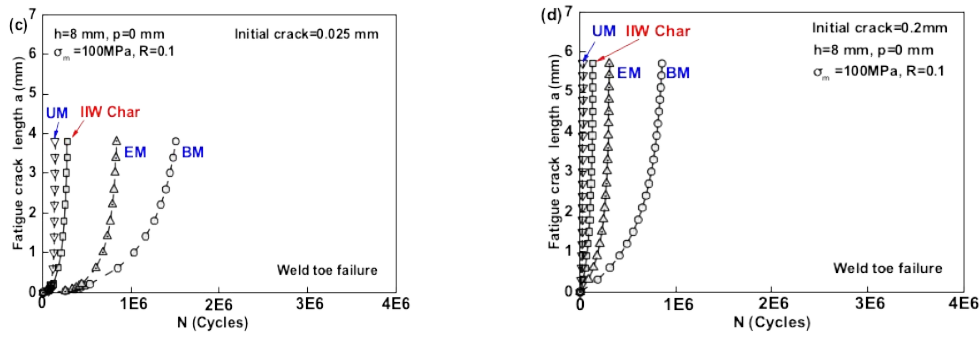 (c)
7
6
5
4
3
2
1
0
Fatigue crack length a (mm)
h=8 mm, p=0 mm
σm =100MPa, R=0.1
Initial crack=0.025 mm
UM
IIW Char
EM
BM
Weld toe failure
0
1E6
2E6
3E6
4E6
N (Cycles)
(d)
7
6
5
4
3
2
1
0
Fatigue crack length a (mm)
UM
IIW Char
EM
BM
Initial crack=0.2mm
h=8 mm, p=0 mm
σm =100MPa, R=0.1
Weld toe failure
0
1E6
2E6
3E6
4E6
N (Cycles)